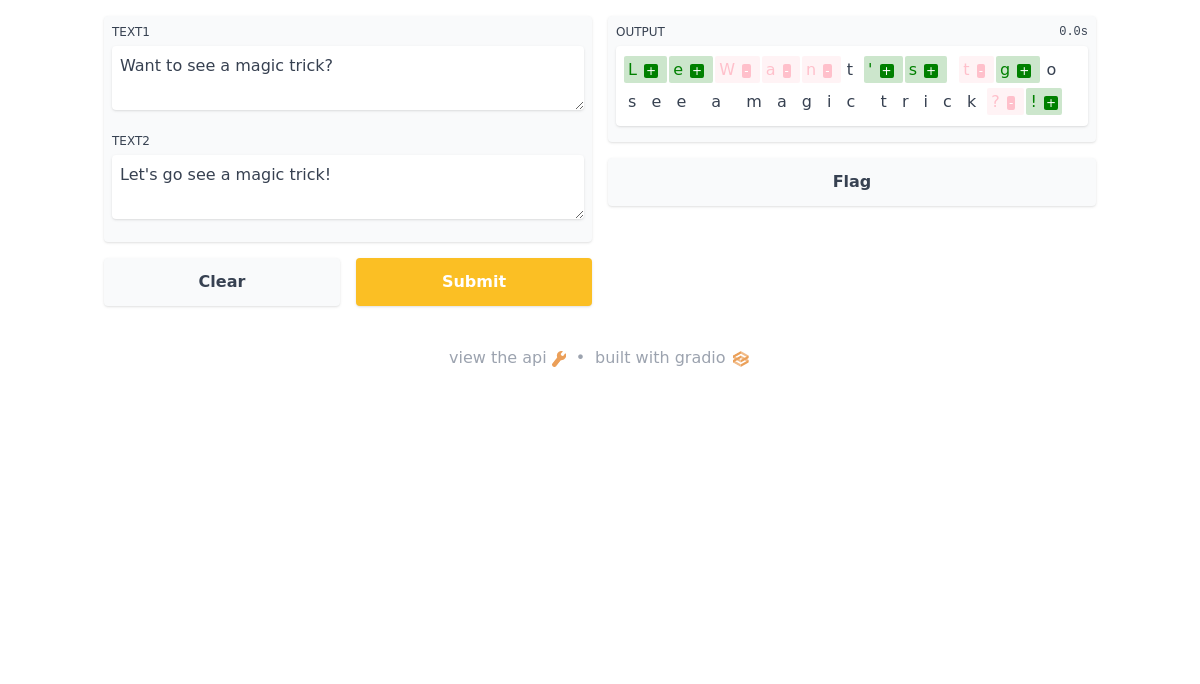 TEXT1
Want to see a magic trick?
TEXT2
Let's go see a magic trick!
Clear
Submit
OUTPUT 0.0s
L + e + W - a - n - t ' + s + t - g + o
s e e a m a g i c t r i c k ? - ! +
Flag
view the api • built with gradio